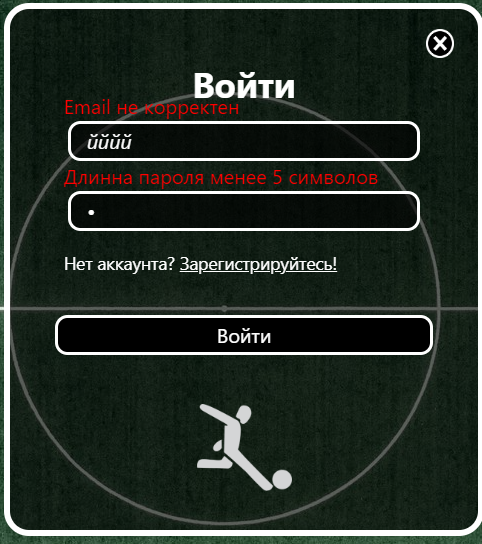 Войти
Email не корректен
йййй
Длинна пароля менее 5 символов
•
Нет аккаунта? Зарегистрируйтесь!
Войти